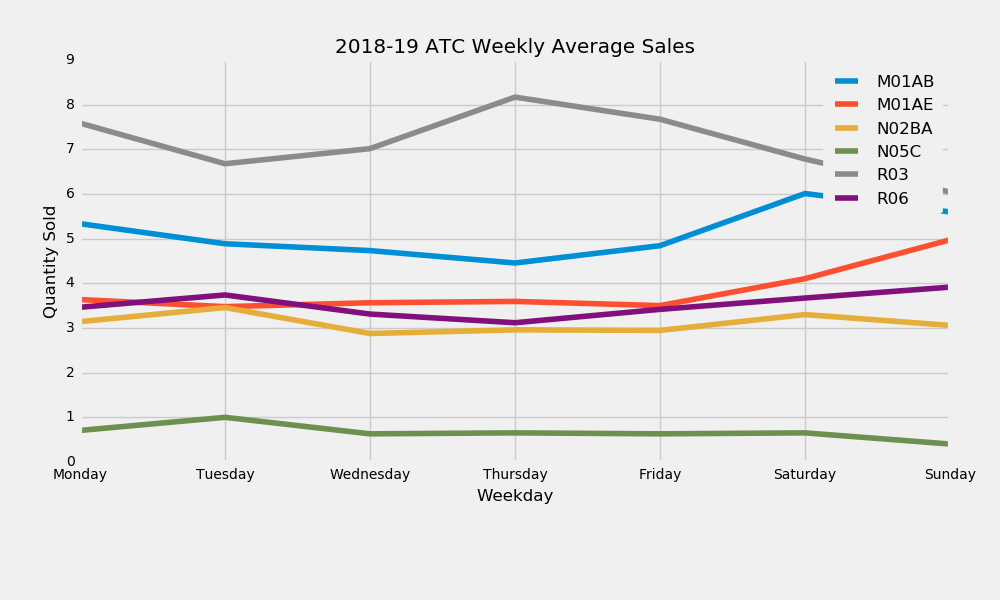 2018-19 ATC Weekly Average Sales
9
8
7
6
5
4
3
2
1
0
Quantity Sold
M01AB
M01AE
N02BA
N05C
R03
R06
Monday Tuesday Wednesday Thursday Friday Saturday Sunday
Weekday